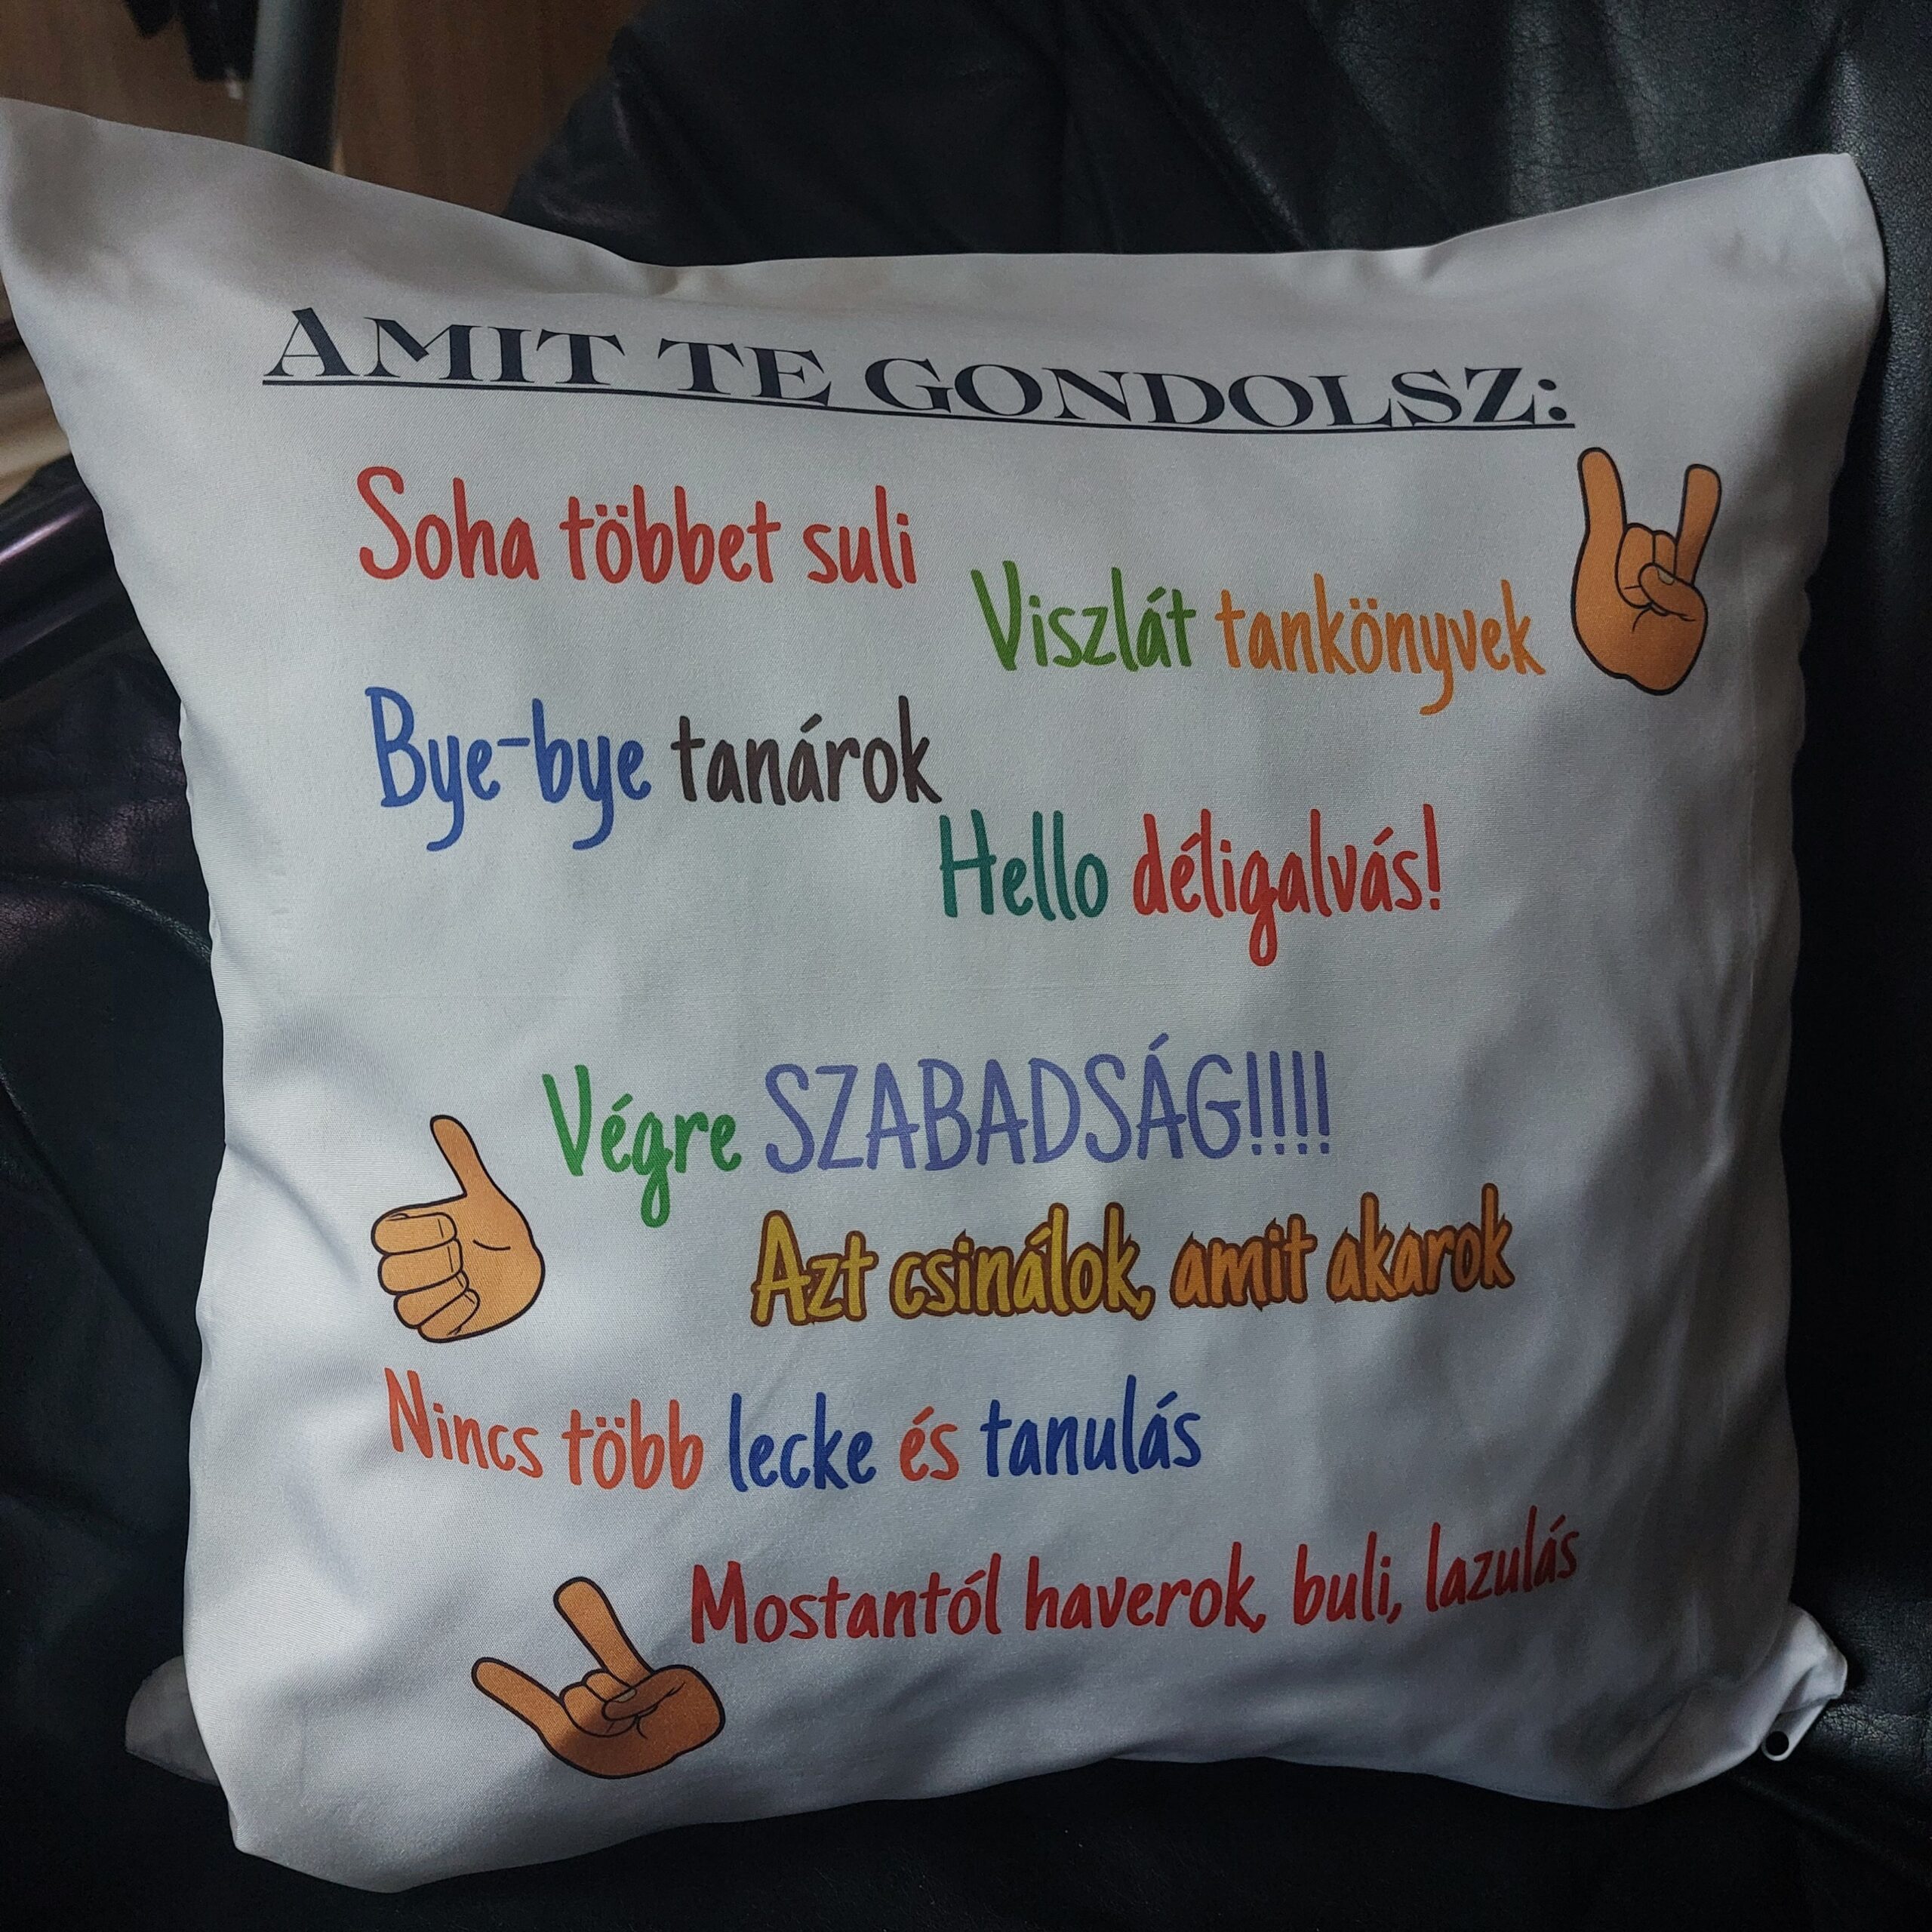 AMIT TE GONDOLSZ:
Soha többet suli
Viszlát tankönyvek
Bye-bye tanárok
Hello déligalvás!
Végre SZABADSÁG!!!!
Azt csinálok, amit akarok
Nincs több lecke és tanulás
Mostantól haverok, buli, lazulás